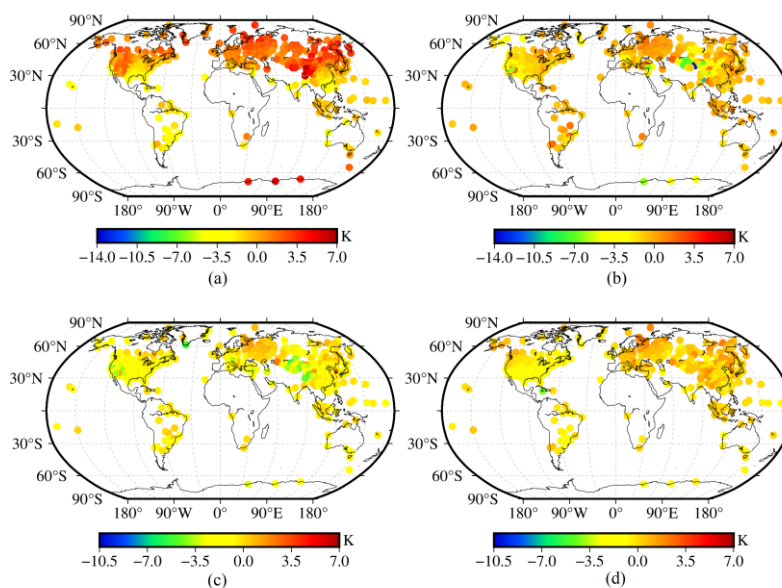 90°N 90°N
60°N 60°N
30°N 30°N
30°S 30°S
60°S 60°S
90°S 90°S
180° 90°W 0° 90°E 180° 180° 90°W 0° 90°E 180°
K K
−14.0 −10.5 −7.0 −3.5 0.0 3.5 7.0 −14.0 −10.5 −7.0 −3.5 0.0 3.5 7.0
(a) (b)
90°N 90°N
60°N 60°N
30°N 30°N
30°S 30°S
60°S 60°S
90°S 90°S
180° 90°W 0° 90°E 180° 180° 90°W 0° 90°E 180°
K K
−10.5 −7.0 −3.5 0.0 3.5 7.0 −10.5 −7.0 −3.5 0.0 3.5 7.0
(c) (d)